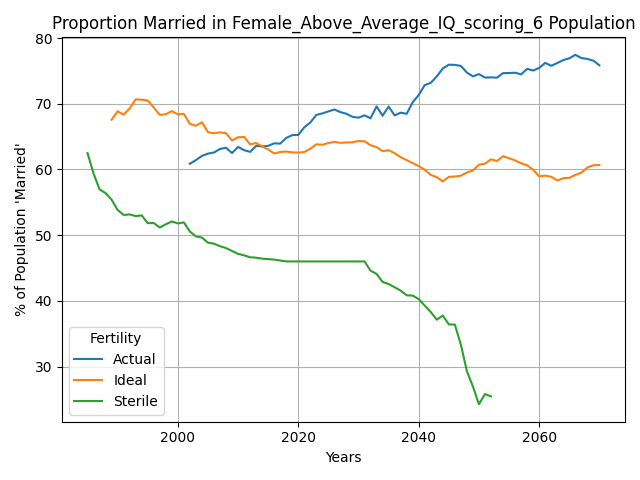 Proportion Married in Female_Above_Average_IQ_scoring_6 Population
% of Population 'Married'
80
70
60
50
40
30
Fertility
Actual
Ideal
Sterile
2000
2020
2040
2060
Years